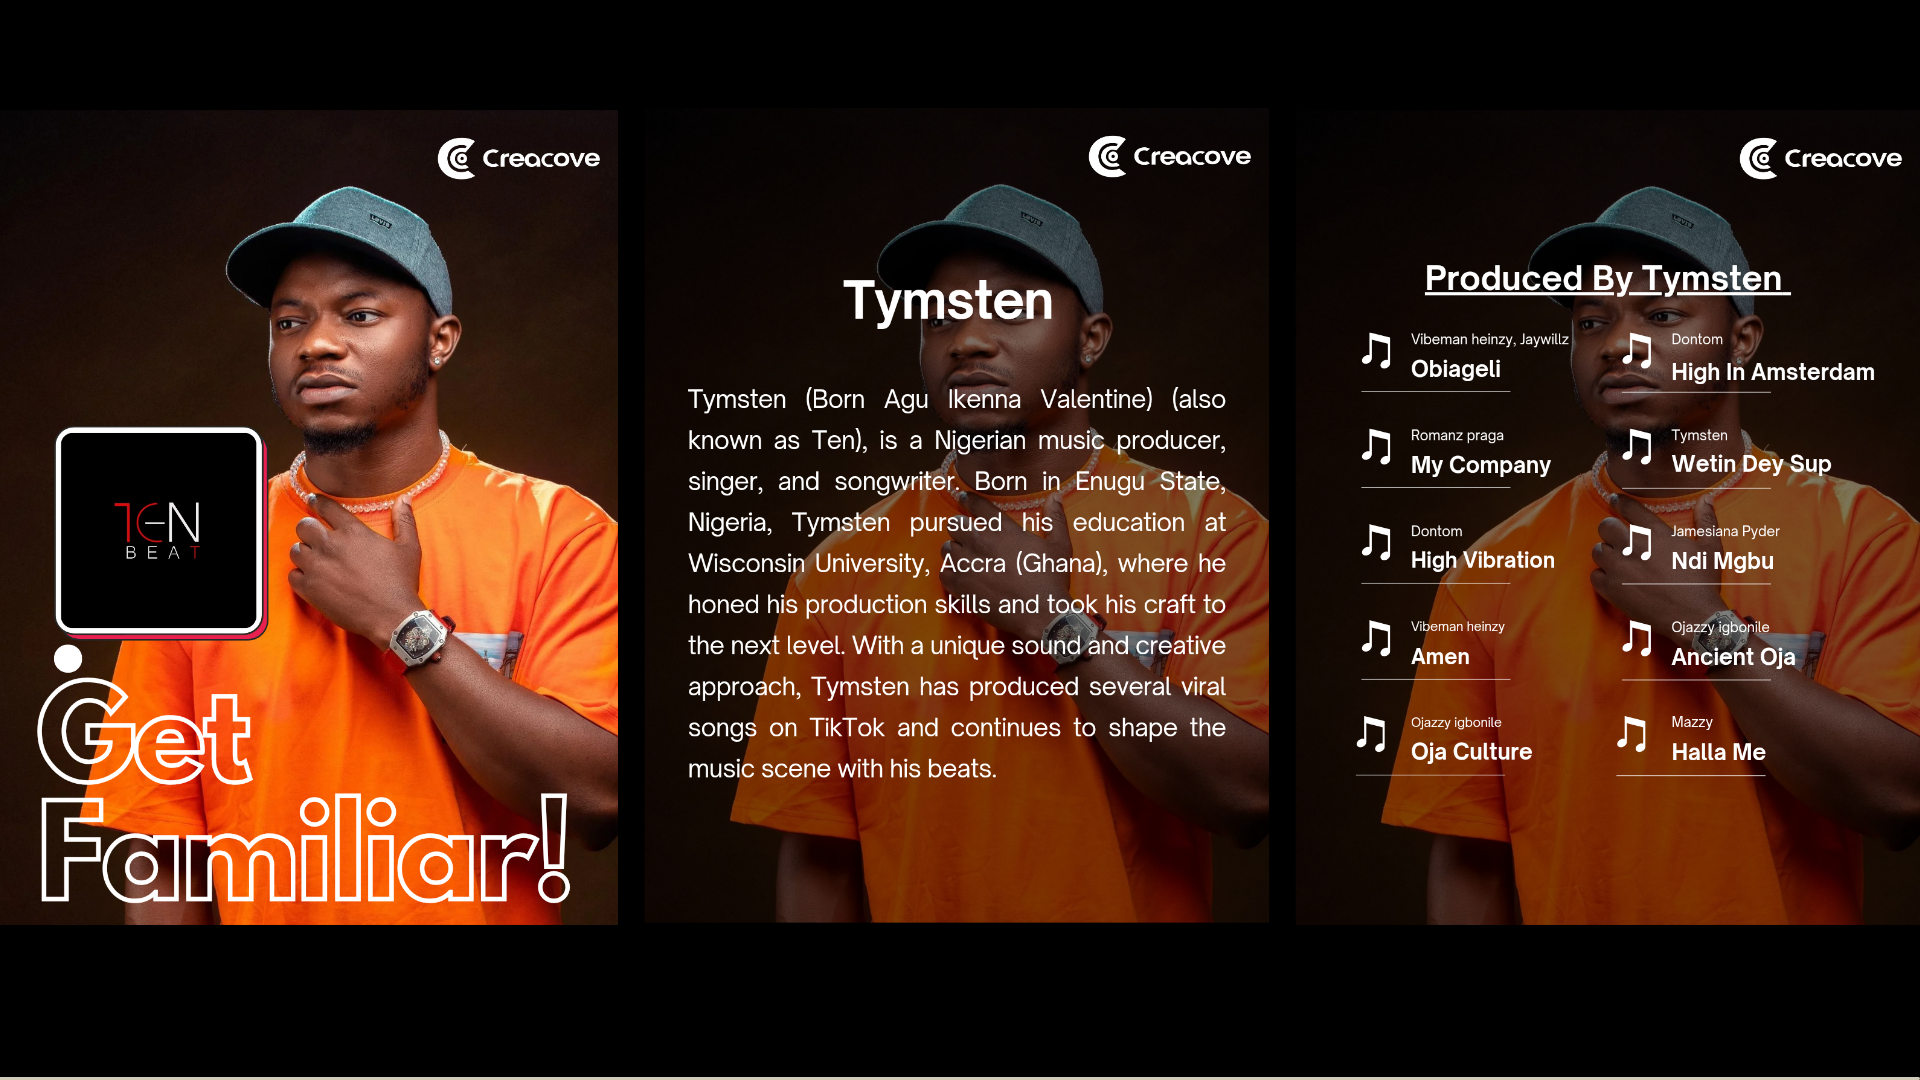 Creacove
LEVI'S
TEN
BEAT
Get
Familiar!
Creacove
Tymsten
Tymsten (Born Agu Ikenna Valentine) (also
known as Ten), is a Nigerian music producer,
singer, and songwriter. Born in Enugu State,
Nigeria, Tymsten pursued his education at
Wisconsin University, Accra (Ghana), where he
honed his production skills and took his craft to
the next level. With a unique sound and creative
approach, Tymsten has produced several viral
songs on TikTok and continues to shape the
music scene with his beats.
Creacove
Produced By Tymsten
Vibeman heinzy, Jaywillz
Obiageli
Romanz praga
My Company
Dontom
High Vibration
Vibeman heinzy
Amen
Ojazzy igbonile
Oja Culture
Dontom
High In Amsterdam
Tymsten
Wetin Dey Sup
Jamesiana Pyder
Ndi Mgbu
Ojazzy igbonile
Ancient Oja
Mazzy
Halla Me